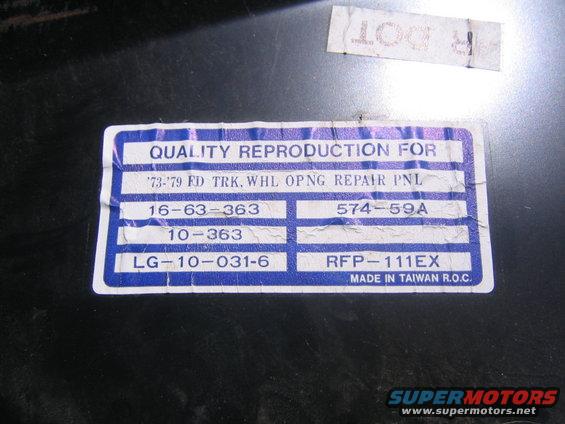 R DOT
QUALITY REPRODUCTION FOR
'73-'79 FD TRK, WHL OPNG REPAIR PNL
16-63-363 574-59A
10-363
LG-10-031-6 RFP-111EX
MADE IN TAIWAN R.O.C.
SUPERMOTORS
www.supermotors.net